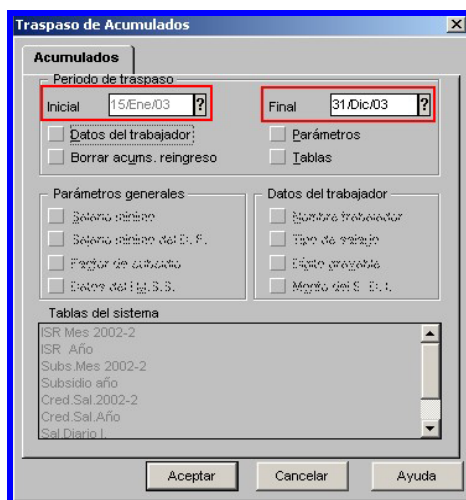 Traspaso de Acumulados
Acumulados
Periodo de traspaso
Inicial 15/Ene/03 ? Final 31/Dic/03 ?
Datos del trabajador Parámetros
Borrar acums. reingreso Tablas
Parámetros generales Datos del trabajador
Salario mínimo Nombre trabajador
Salario mínimo del D. F. Tipo de salario
Factor de subsidio
Datos del I.M.S.S. Monto del S. D. I.
Tablas del sistema
ISR Mes 2002-2
ISR Año
Subs.Mes 2002-2
Subsidio año
Cred.Sal.2002-2
Cred.Sal.Año
Sal.Diario I.
Aceptar Cancelar Ayuda